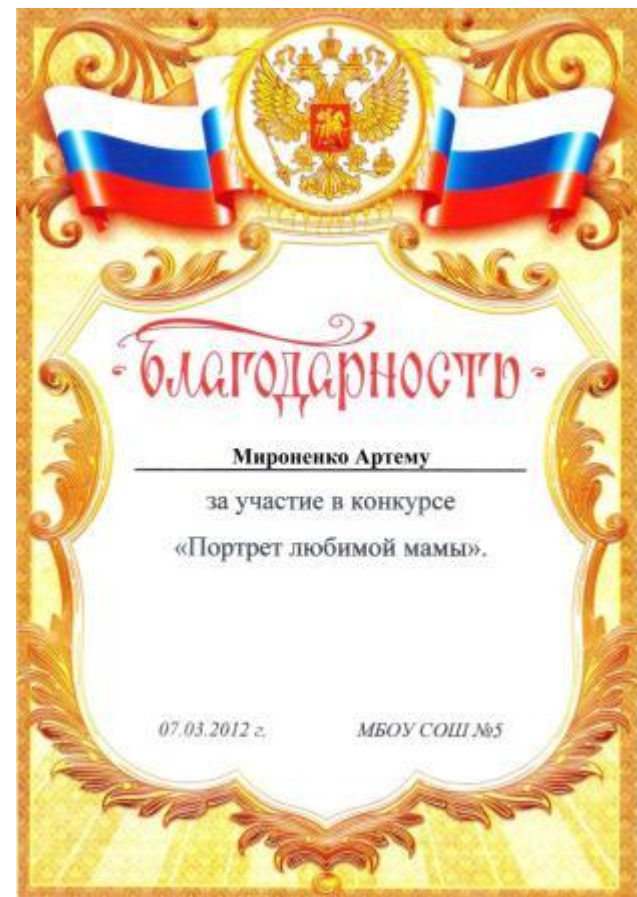 Благодарность
Мироненко Артему
за участие в конкурсе
«Портрет любимой мамы».
07.03.2012 г. МБОУ СОШ №5